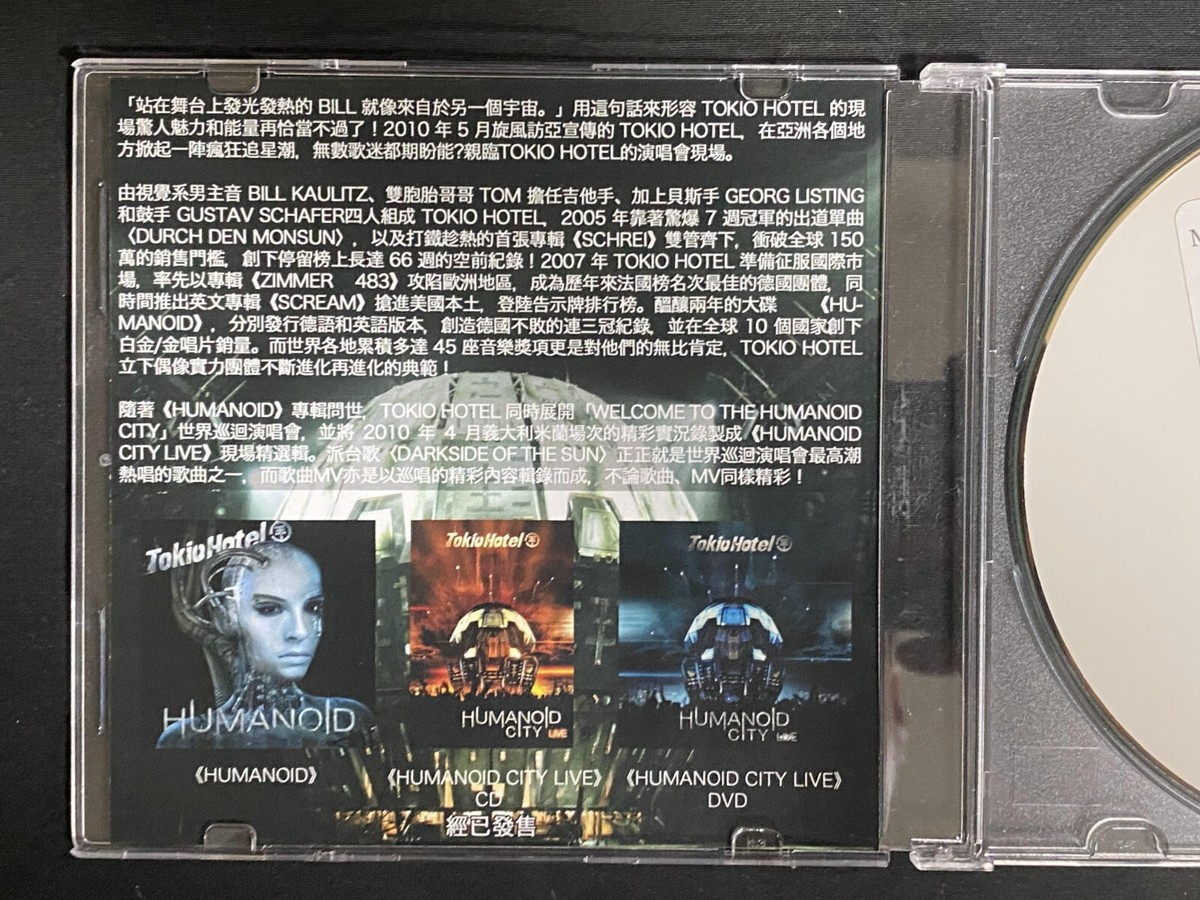 「站在舞台上發光發熱的 BILL 就像來自於另一個宇宙。」用這句話來形容 TOKIO HOTEL 的現
場驚人魅力和能量再恰當不過了！2010 年 5 月旋風訪亞宣傳的 TOKIO HOTEL，在亞洲各個地
方掀起一陣瘋狂追星潮，無數歌迷都期盼能?親臨TOKIO HOTEL的演唱會現場。
由視覺系男主音 BILL KAULITZ、雙胞胎哥哥 TOM 擔任吉他手、加上貝斯手 GEORG LISTING
和鼓手 GUSTAV SCHAFER四人組成 TOKIO HOTEL，2005 年靠著驚爆 7 週冠軍的出道單曲
〈DURCH DEN MONSUN〉，以及打鐵趁熱的首張專輯《SCHREI》雙管齊下，衝破全球 150
萬的銷售門檻，創下停留榜上長達 66 週的空前紀錄！2007 年 TOKIO HOTEL 準備征服國際市
場，率先以專輯《ZIMMER 483》攻陷歐洲地區，成為歷年來法國榜名次最佳的德國團體，同
時間推出英文專輯《SCREAM》搶進美國本土，登陸告示牌排行榜。醞釀兩年的大碟 《HU-
MANOID》，分別發行德語和英語版本，創造德國不敗的連三冠紀錄，並在全球 10 個國家創下
白金/金唱片銷量。而世界各地累積多達 45 座音樂獎項更是對他們的無比肯定，TOKIO HOTEL
立下偶像實力團體不斷進化再進化的典範！
隨著《HUMANOID》專輯問世，TOKIO HOTEL 同時展開「WELCOME TO THE HUMANOID
CITY」世界巡迴演唱會，並將 2010 年 4 月義大利米蘭場次的精彩實況錄製成《HUMANOID
CITY LIVE》現場精選輯。派台歌〈DARKSIDE OF THE SUN〉正正就是世界巡迴演唱會最高潮
熱唱的歌曲之一，而歌曲MV亦是以巡唱的精彩內容輯錄而成，不論歌曲、MV同樣精彩！
Tokio Hotel
HUMANOID
Tokio Hotel
HUMANOID
CITY LIVE
Tokio Hotel
HUMANOID
CITY LIVE
《HUMANOID》
《HUMANOID CITY LIVE》
CD
《HUMANOID CITY LIVE》
DVD
經已發售